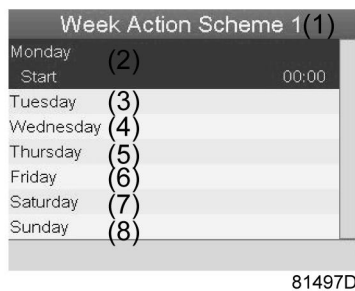 Week Action Scheme 1(1)
Monday (2)
Start 00:00
Tuesday (3)
Wednesday (4)
Thursday (5)
Friday (6)
Saturday (7)
Sunday (8)
81497D